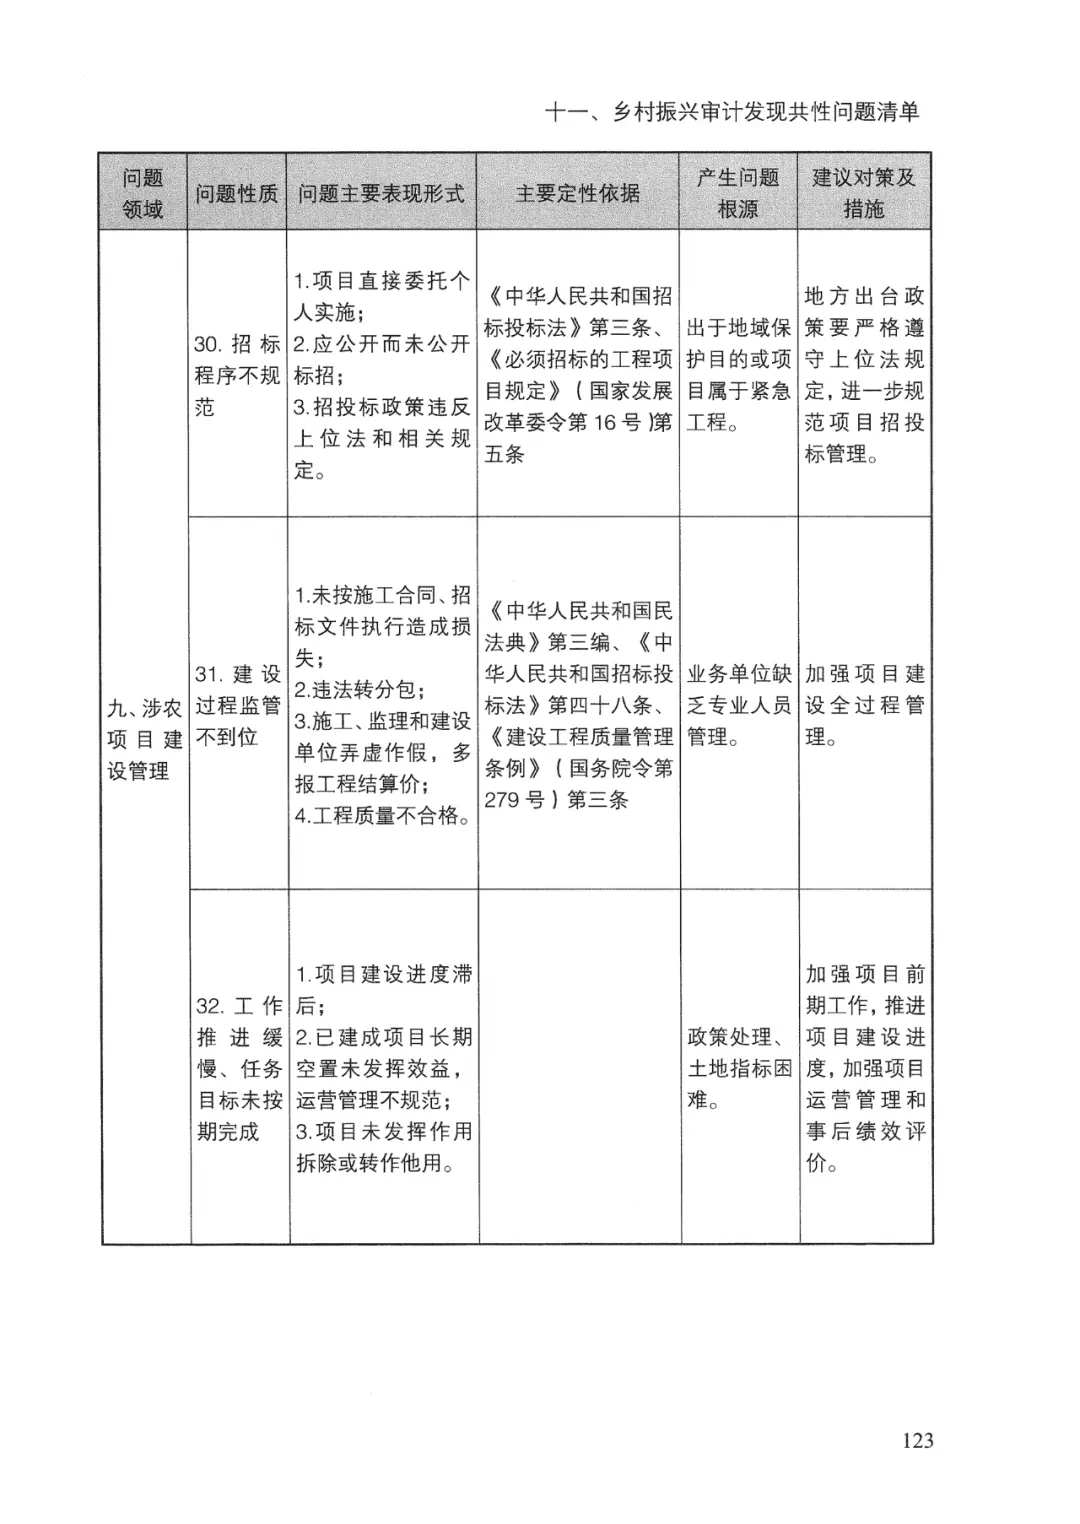 十一、乡村振兴审计发现共性问题清单
问题
领域
问题性质
问题主要表现形式
主要定性依据
产生问题
根源
建议对策及
措施
九、涉农
项目建
设管理
30. 招标
程序不规
范
1.项目直接委托个
人实施；
2.应公开而未公开
标招；
3.招投标政策违反
上位法和相关规
定。
《中华人民共和国招
标投标法》第三条、
《必须招标的工程项
目规定》（国家发展
改革委令第 16 号）第
五条
出于地域保
护目的或项
目属于紧急
工程。
地方出台政
策要严格遵
守上位法规
定，进一步规
范项目招投
标管理。
31. 建设
过程监管
不到位
1.未按施工合同、招
标文件执行造成损
失；
2.违法转分包；
3.施工、监理和建设
单位弄虚作假，多
报工程结算价；
4.工程质量不合格。
《中华人民共和国民
法典》第三编、《中
华人民共和国招标投
标法》第四十八条、
《建设工程质量管理
条例》（国务院令第
279 号）第三条
业务单位缺
乏专业人员
管理。
加强项目建
设全过程管
理。
32. 工作
推进缓
慢、任务
目标未按
期完成
1.项目建设进度滞
后；
2.已建成项目长期
空置未发挥效益，
运营管理不规范；
3.项目未发挥作用
拆除或转作他用。
政策处理、
土地指标困
难。
加强项目前
期工作，推进
项目建设进
度，加强项目
运营管理和
事后绩效评
价。
123